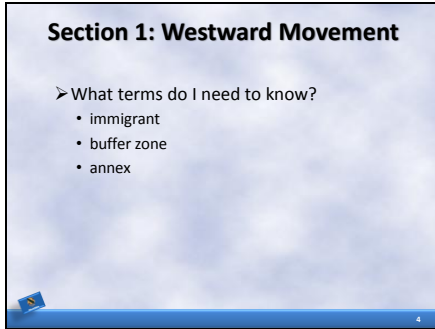 Section 1: Westward Movement
➢What terms do I need to know?
• immigrant
• buffer zone
• annex
4